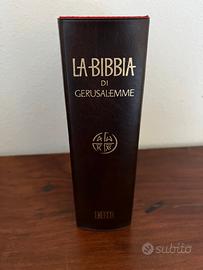 LA BIBBIA
DI
GERUSALEMME
subito